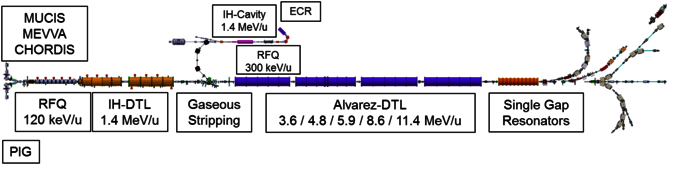 MUCIS
MEVVA
CHORDIS
IH-Cavity
1.4 MeV/u
ECR
RFQ
300 keV/u
RFQ
120 keV/u
IH-DTL
1.4 MeV/u
Gaseous
Stripping
Alvarez-DTL
3.6 / 4.8 / 5.9 / 8.6 / 11.4 MeV/u
Single Gap
Resonators
PIG